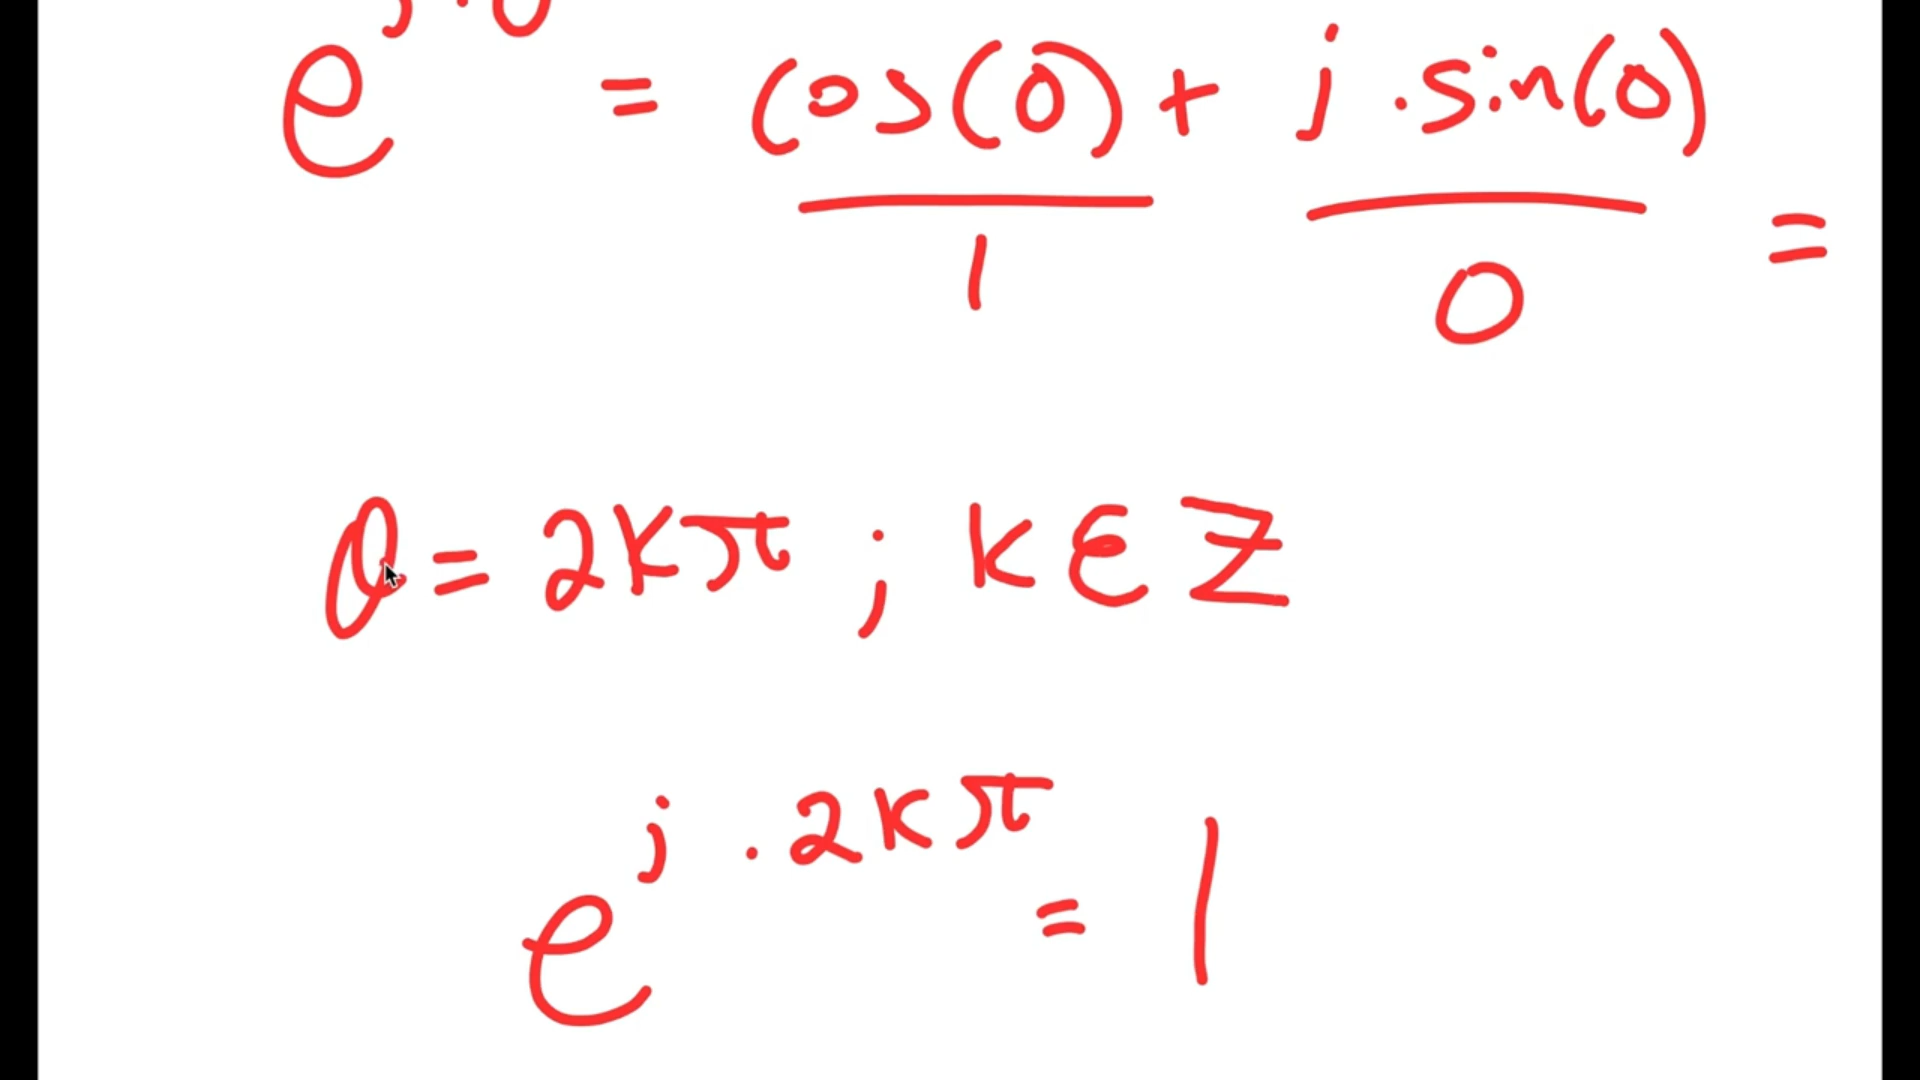 e^{j.0} = cos(0) + j.sin(0)
1 0 =
θ = 2kπ ; k ∈ Z
e^{j.2kπ} = 1